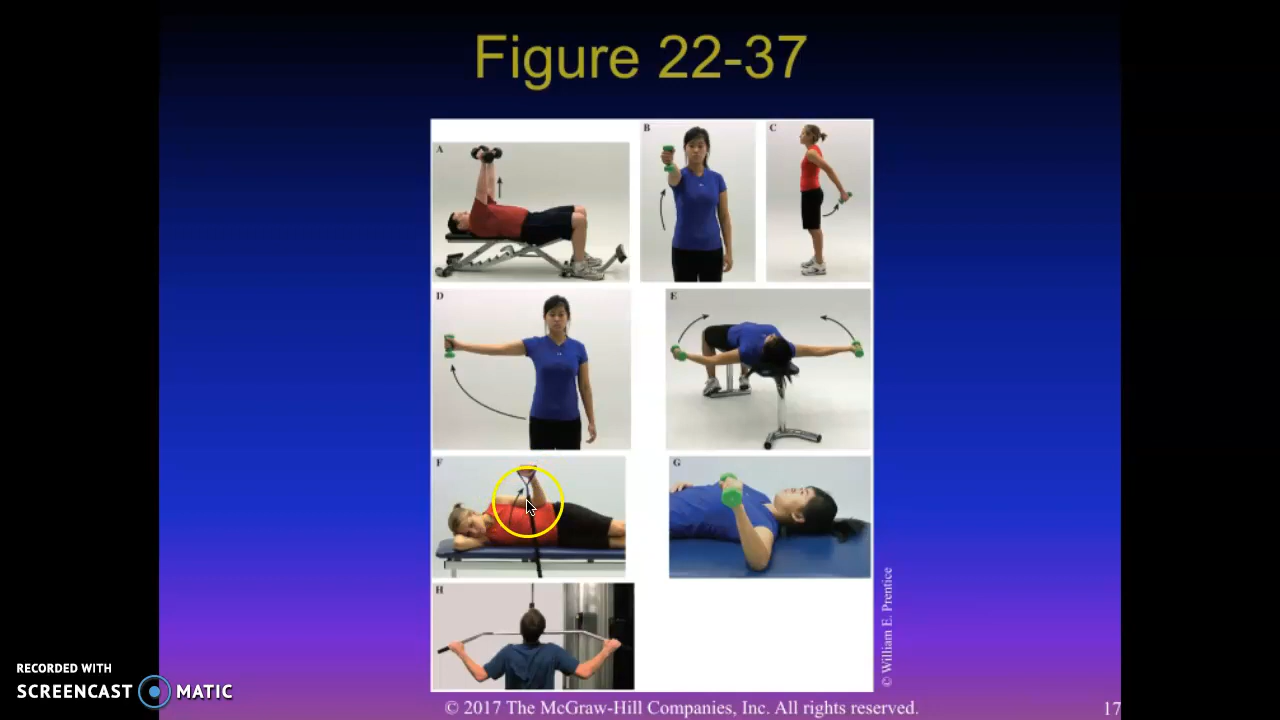 Figure 22-37
A
B
C
D
E
F
G
H
© William E. Prentice
RECORDED WITH
SCREENCAST MATIC
© 2017 The McGraw-Hill Companies, Inc. All rights reserved.
17